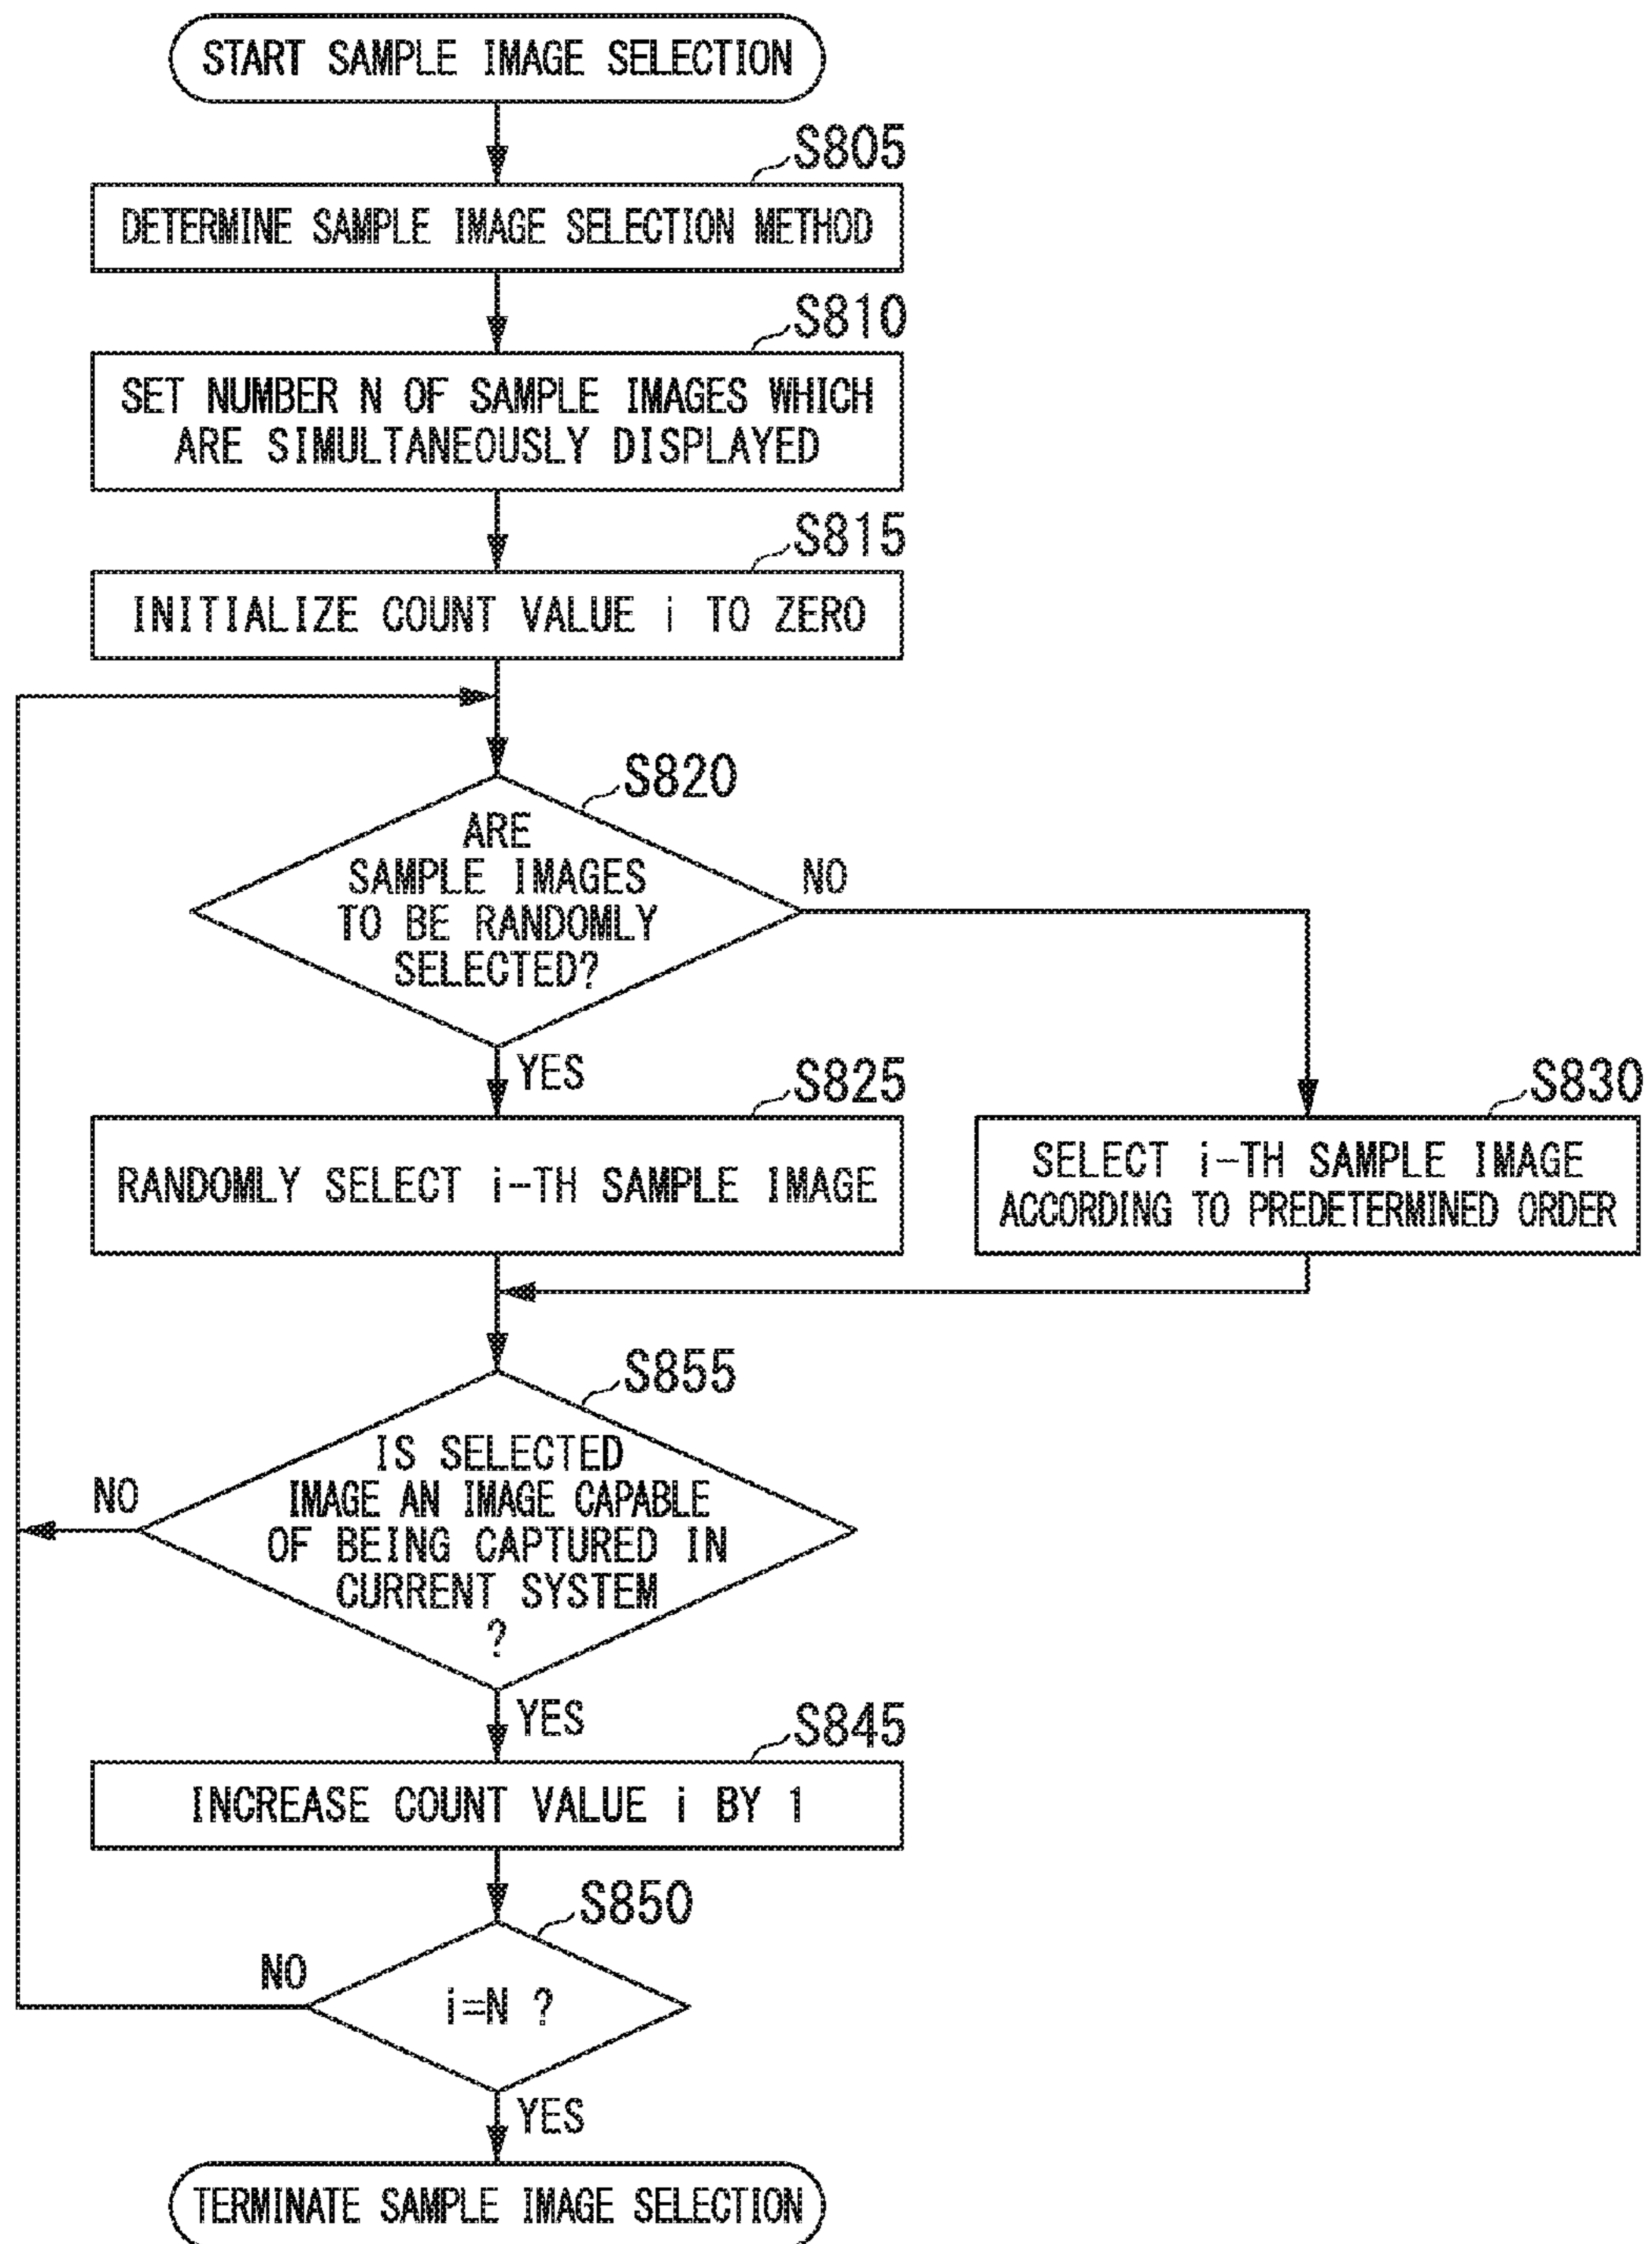 START SAMPLE IMAGE SELECTION
S805
DETERMINE SAMPLE IMAGE SELECTION METHOD
S810
SET NUMBER N OF SAMPLE IMAGES WHICH
ARE SIMULTANEOUSLY DISPLAYED
S815
INITIALIZE COUNT VALUE i TO ZERO
S820
ARE
SAMPLE IMAGES
TO BE RANDOMLY
SELECTED?
NO
YES
S825
RANDOMLY SELECT i-TH SAMPLE IMAGE
S830
SELECT i-TH SAMPLE IMAGE
ACCORDING TO PREDETERMINED ORDER
S855
IS SELECTED
IMAGE AN IMAGE CAPABLE
OF BEING CAPTURED IN
CURRENT SYSTEM
?
NO
YES
S845
INCREASE COUNT VALUE i BY 1
S850
i=N ?
NO
YES
TERMINATE SAMPLE IMAGE SELECTION